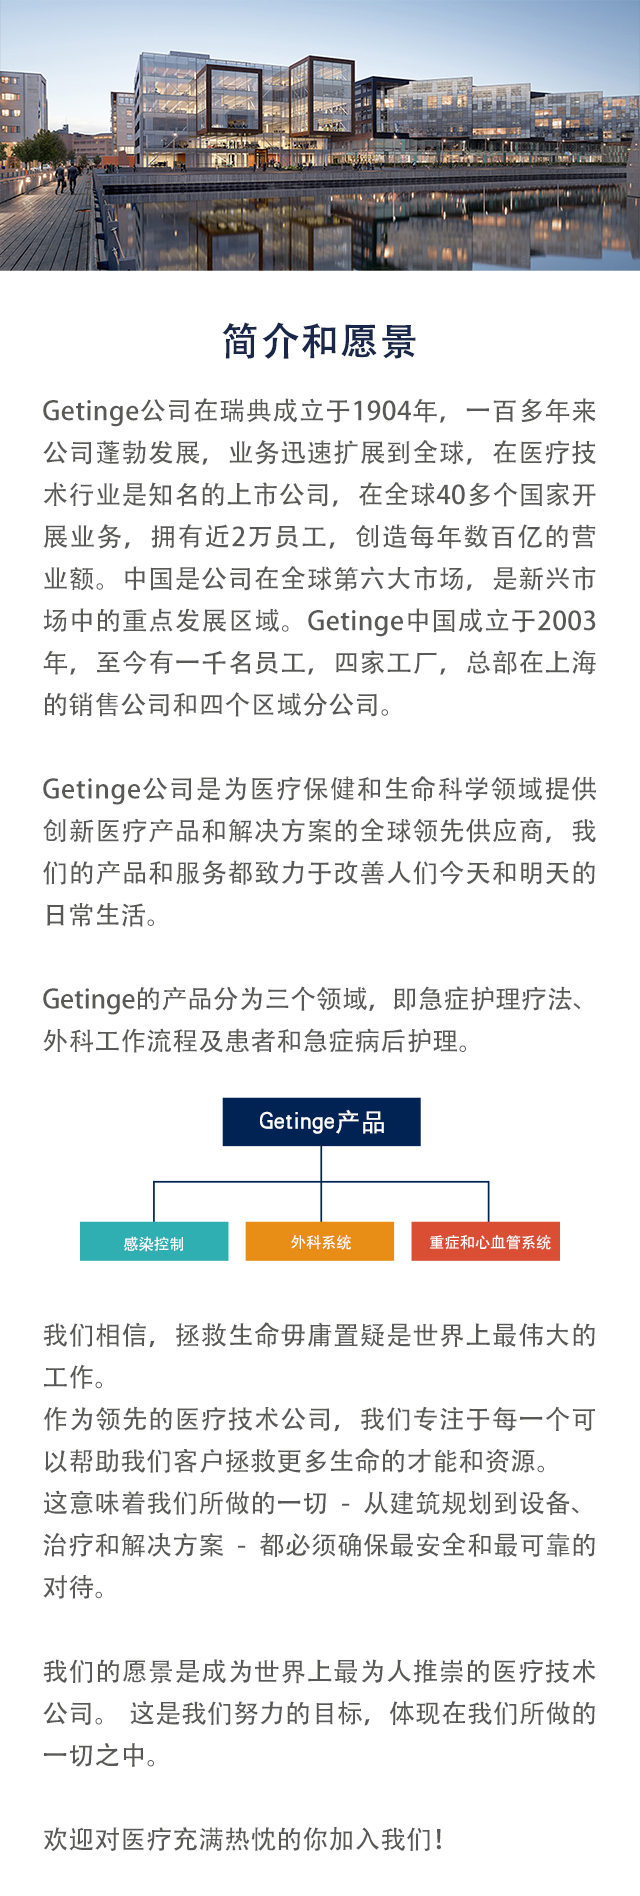 简介和愿景
Getinge公司在瑞典成立于1904年，一百多年来
公司蓬勃发展，业务迅速扩展到全球，在医疗技
术行业是知名的上市公司，在全球40多个国家开
展业务，拥有近2万员工，创造每年数百亿的营
业额。中国是公司在全球第六大市场，是新兴市
场中的重点发展区域。Getinge中国成立于2003
年，至今有一千名员工，四家工厂，总部在上海
的销售公司和四个区域分公司。
Getinge公司是为医疗保健和生命科学领域提供
创新医疗产品和解决方案的全球领先供应商，我
们的产品和服务都致力于改善人们今天和明天的
日常生活。
Getinge的产品分为三个领域，即急症护理疗法、
外科工作流程及患者和急症病后护理。
Getinge产品
感染控制
外科系统
重症和心血管系统
我们相信，拯救生命毋庸置疑是世界上最伟大的
工作。
作为领先的医疗技术公司，我们专注于每一个可
以帮助我们客户拯救更多生命的才能和资源。
这意味着我们所做的一切 - 从建筑规划到设备、
治疗和解决方案 - 都必须确保最安全和最可靠的
对待。
我们的愿景是成为世界上最为人推崇的医疗技术
公司。 这是我们努力的目标，体现在我们所做的
一切之中。
欢迎对医疗充满热忱的你加入我们！